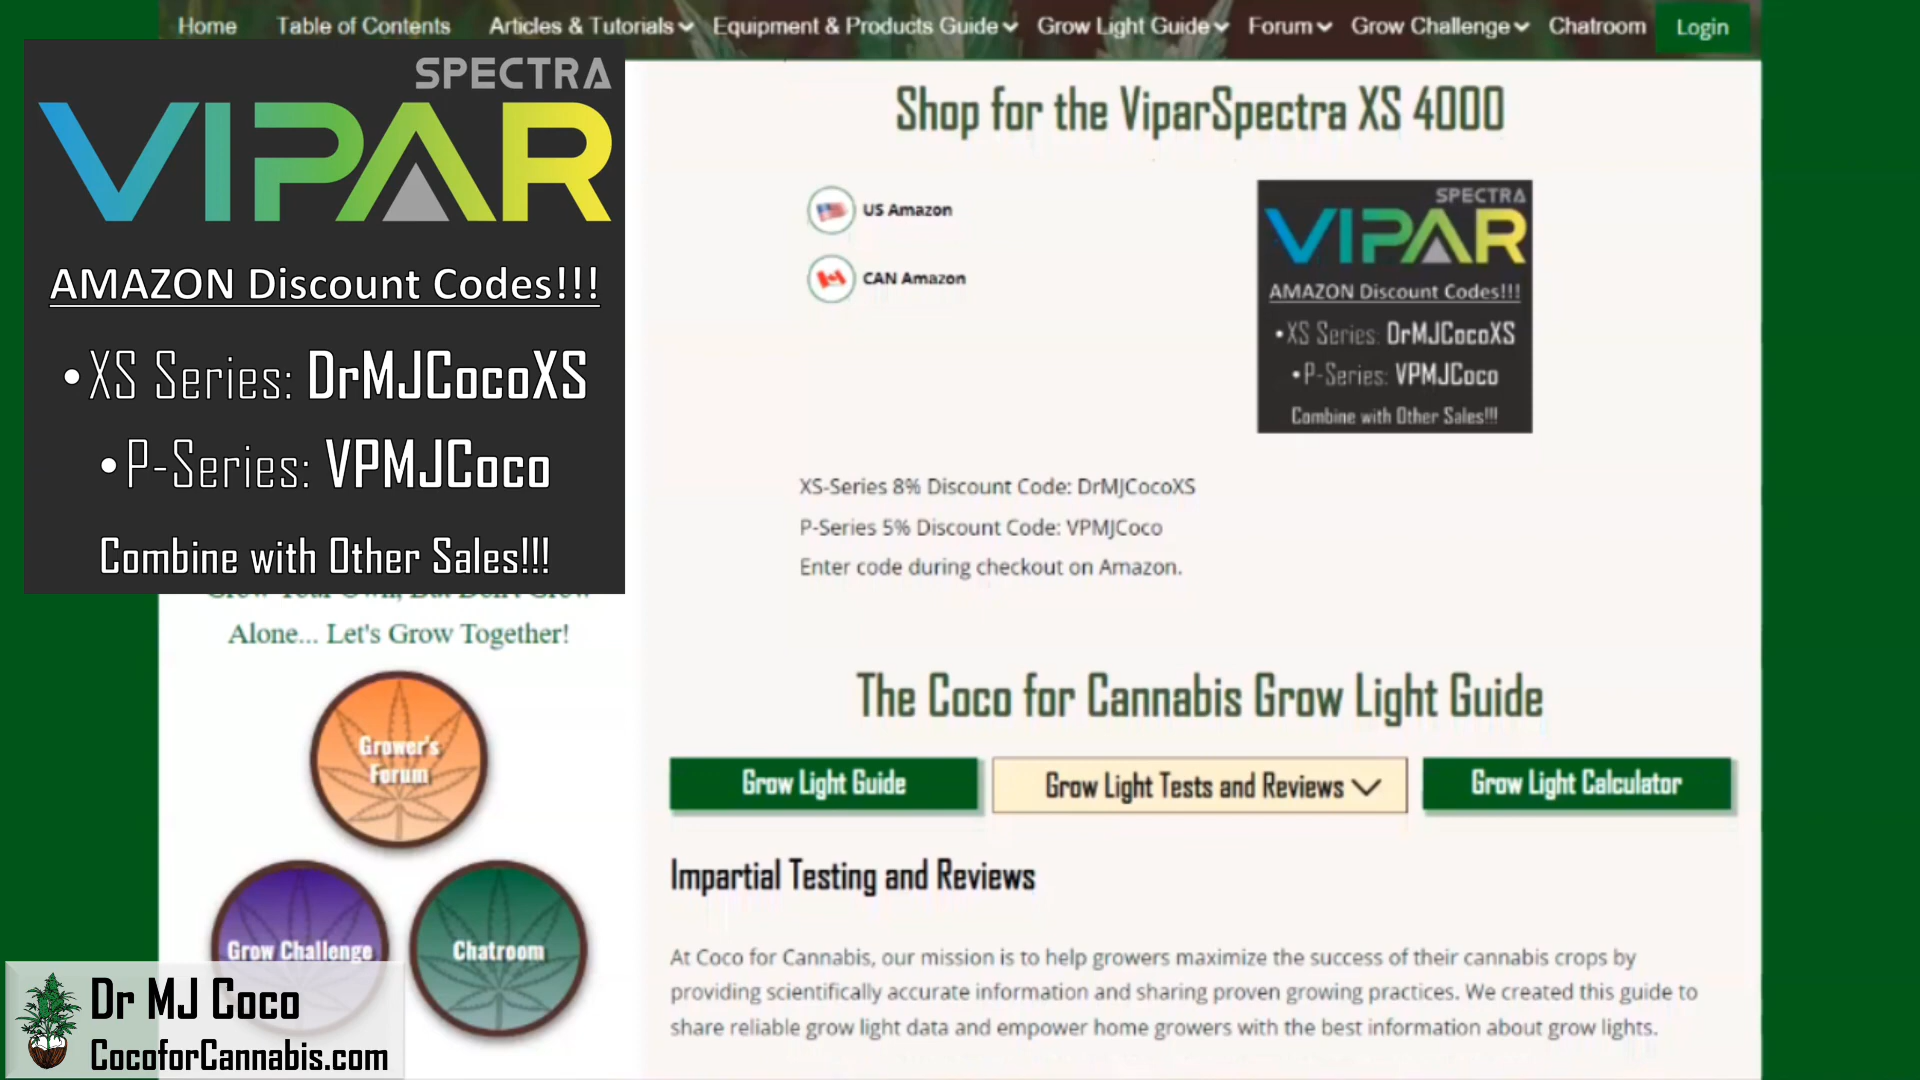 Home Table of Contents Articles & Tutorials Equipment & Products Guide Grow Light Guide Forum Grow Challenge Chatroom Login
SPECTRA
VIPAR
AMAZON Discount Codes!!!
•XS Series: DrMJCocoXS
•P-Series: VPMJCoco
Combine with Other Sales!!!
Alone... Let's Grow Together!
Grower's
Forum
Grow Challenge
Chatroom
Dr MJ Coco
CocoforCannabis.com
Shop for the ViparSpectra XS 4000
US Amazon
CAN Amazon
SPECTRA
VIPAR
AMAZON Discount Codes!!!
•XS Series: DrMJCocoXS
•P-Series: VPMJCoco
Combine with Other Sales!!!
XS-Series 8% Discount Code: DrMJCocoXS
P-Series 5% Discount Code: VPMJCoco
Enter code during checkout on Amazon.
The Coco for Cannabis Grow Light Guide
Grow Light Guide
Grow Light Tests and Reviews
Grow Light Calculator
Impartial Testing and Reviews
At Coco for Cannabis, our mission is to help growers maximize the success of their cannabis crops by
providing scientifically accurate information and sharing proven growing practices. We created this guide to
share reliable grow light data and empower home growers with the best information about grow lights.